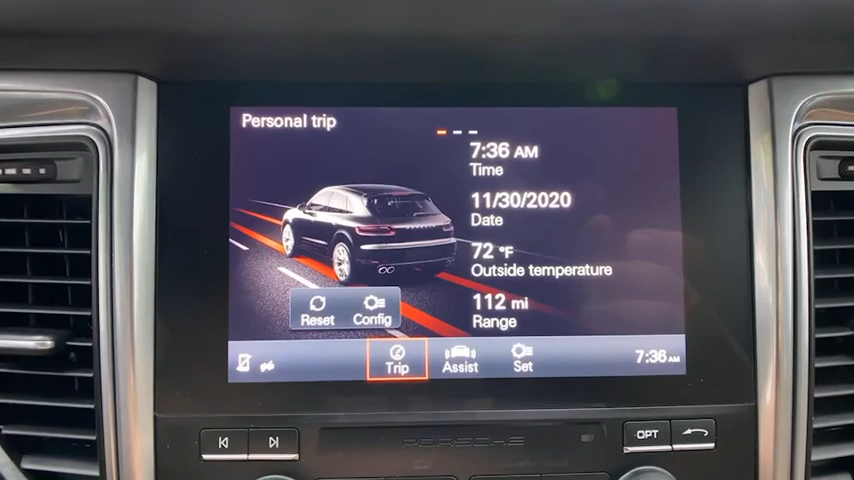 Personal trip
7:36 AM
Time
11/30/2020
Date
72 °F
Outside temperature
112 mi
Range
Reset
Config
Trip
Assist
Set
7:36 AM
PORSCHE
OPT